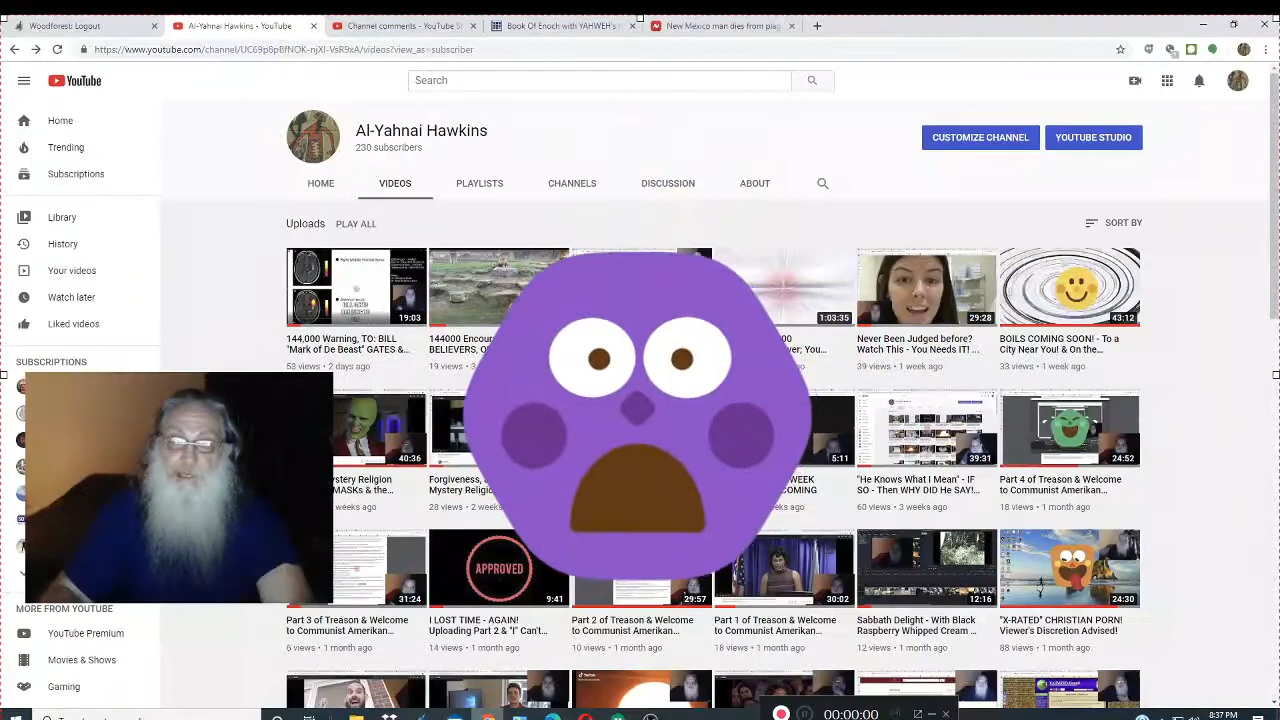 Woodforest Logout
Al-Yahnai Hawkins - YouTube
Channel comments - YouTube St
Book Of Enoch with YAHWEH's
New Mexico man dies from plag
https://www.youtube.com/channel/UC69pBpBfNOK-njXl-VsR9xA/videos?view_as=subscriber
YouTube
Search
Home
Trending
Subscriptions
Library
History
Your videos
Watch later
Liked videos
SUBSCRIPTIONS
MORE FROM YOUTUBE
YouTube Premium
Movies & Shows
Gaming
Al-Yahnai Hawkins
230 subscribers
CUSTOMIZE CHANNEL
YOUTUBE STUDIO
HOME VIDEOS PLAYLISTS CHANNELS DISCUSSION ABOUT
Uploads PLAY ALL
SORT BY
19:03
1:03:35
29:28
43:12
144,000 Warning, TO: BILL
"Mark of De Beast" GATES &...
53 views • 2 days ago
144000 Encour
BELIEVERS, O
19 views •
ver; You...
Never Been Judged before?
Watch This - You Needs IT! ...
39 views • 1 week ago
BOILS COMING SOON! - To a
City Near You! & On the...
33 views • 1 week ago
40:36
5:11
39:31
24:52
ystery Religion
MASKs & the
2 weeks ago
Forgiveness,
Mystery Bab
28 views • 2 week
WEEK
COMING
3 weeks ago
"He Knows What I Mean" - IF
SO - Then WHY DID He SAY!...
60 views • 3 weeks ago
Part 4 of Treason & Welcome
to Communist Amerikan...
18 views • 1 month ago
31:24
APPROVED
9:41
29:57
30:02
12:16
24:30
Part 3 of Treason & Welcome
to Communist Amerikan...
6 views • 1 month ago
I LOST TIME - AGAIN!
Uploading Part 2 & "I" Can't...
14 views • 1 month ago
Part 2 of Treason & Welcome
to Communist Amerikan...
10 views • 1 month ago
Part 1 of Treason & Welcome
to Communist Amerikan...
18 views • 1 month ago
Sabbath Delight - With Black
Raspberry Whipped Cream ...
12 views • 1 month ago
"X-RATED" CHRISTIAN PORN!
Viewer's Discretion Advised!
88 views • 1 month ago
00:00:00
8:37 PM